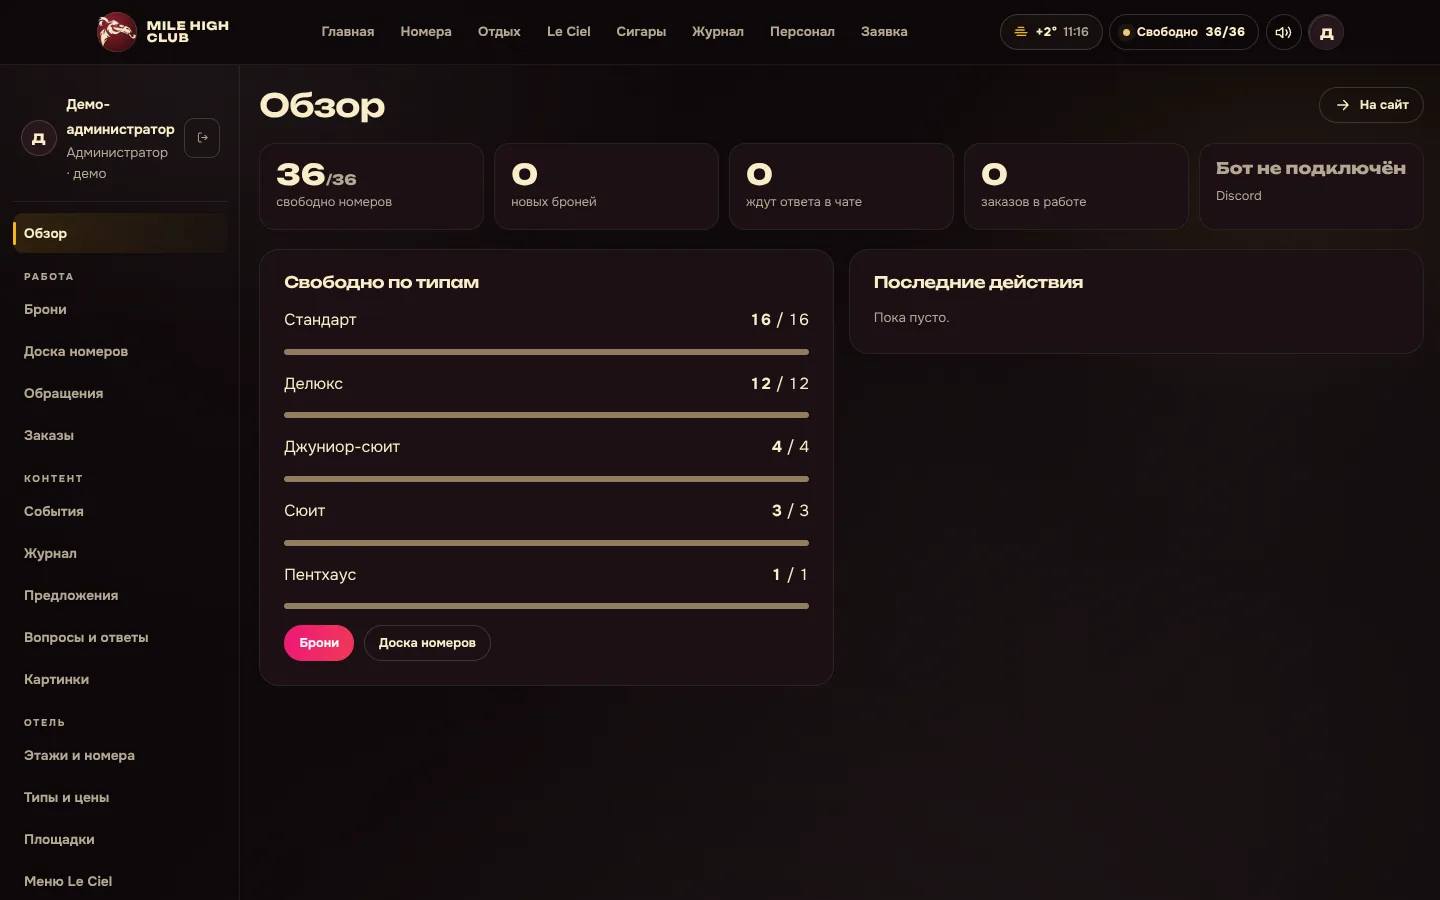 MILE HIGH
CLUB
Главная
Номера
Отдых
Le Ciel
Сигары
Журнал
Персонал
Заявка
+2° 11:16
Свободно 36/36
Д
Д
Демо-
администратор
Администратор
· демо
Обзор
РАБОТА
Брони
Доска номеров
Обращения
Заказы
КОНТЕНТ
События
Журнал
Предложения
Вопросы и ответы
Картинки
ОТЕЛЬ
Этажи и номера
Типы и цены
Площадки
Меню Le Ciel
Обзор
На сайт
36/36
свободно номеров
0
новых броней
0
ждут ответа в чате
0
заказов в работе
Бот не подключён
Discord
Свободно по типам
Стандарт 16 / 16
Делюкс 12 / 12
Джуниор-сюит 4 / 4
Сюит 3 / 3
Пентхаус 1 / 1
Брони
Доска номеров
Последние действия
Пока пусто.